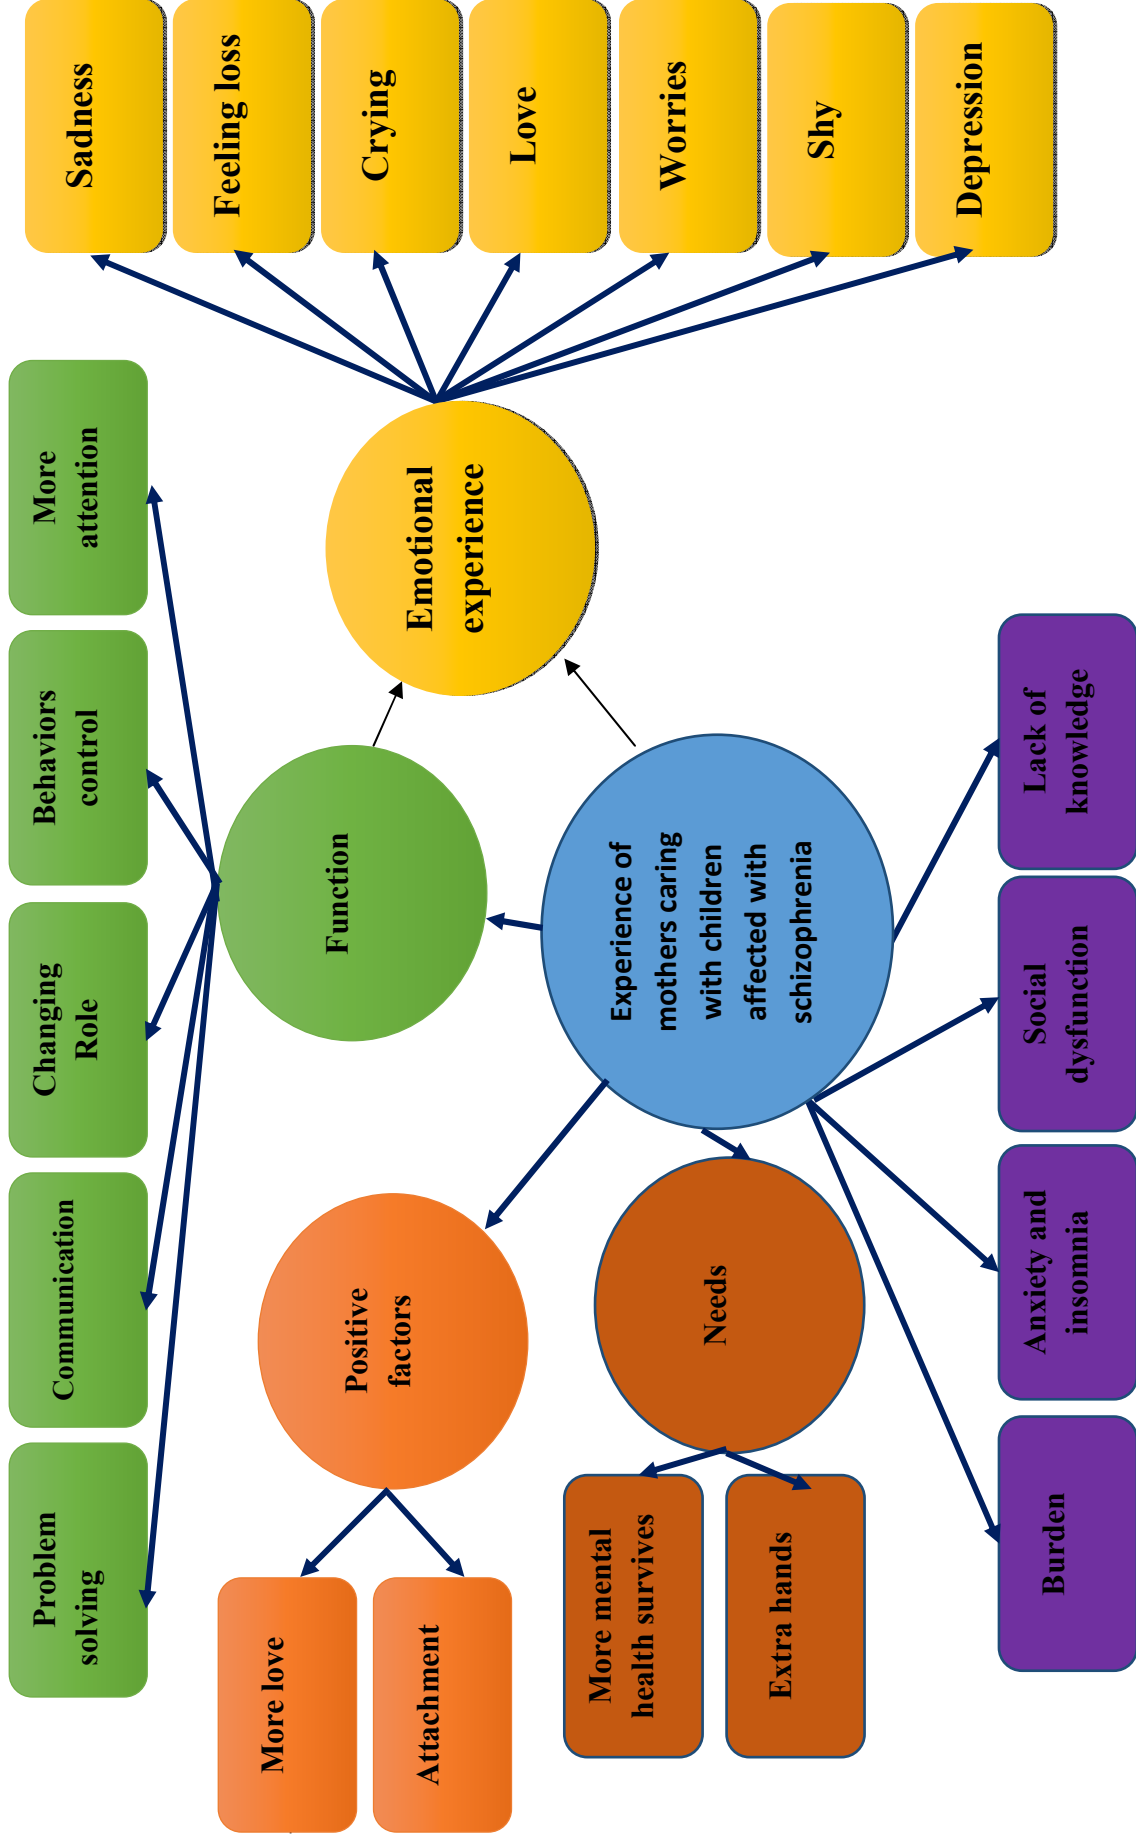 Problem
solving
Communication
Changing
Role
Behaviors
control
More
attention
More love
Attachment
Positive
factors
Function
Emotional
experience
Sadness
Feeling loss
Crying
Love
Worries
Shy
Depression
More mental
health survives
Extra hands
Needs
Experience of
mothers caring
with children
affected with
schizophrenia
Burden
Anxiety and
insomnia
Social
dysfunction
Lack of
knowledge